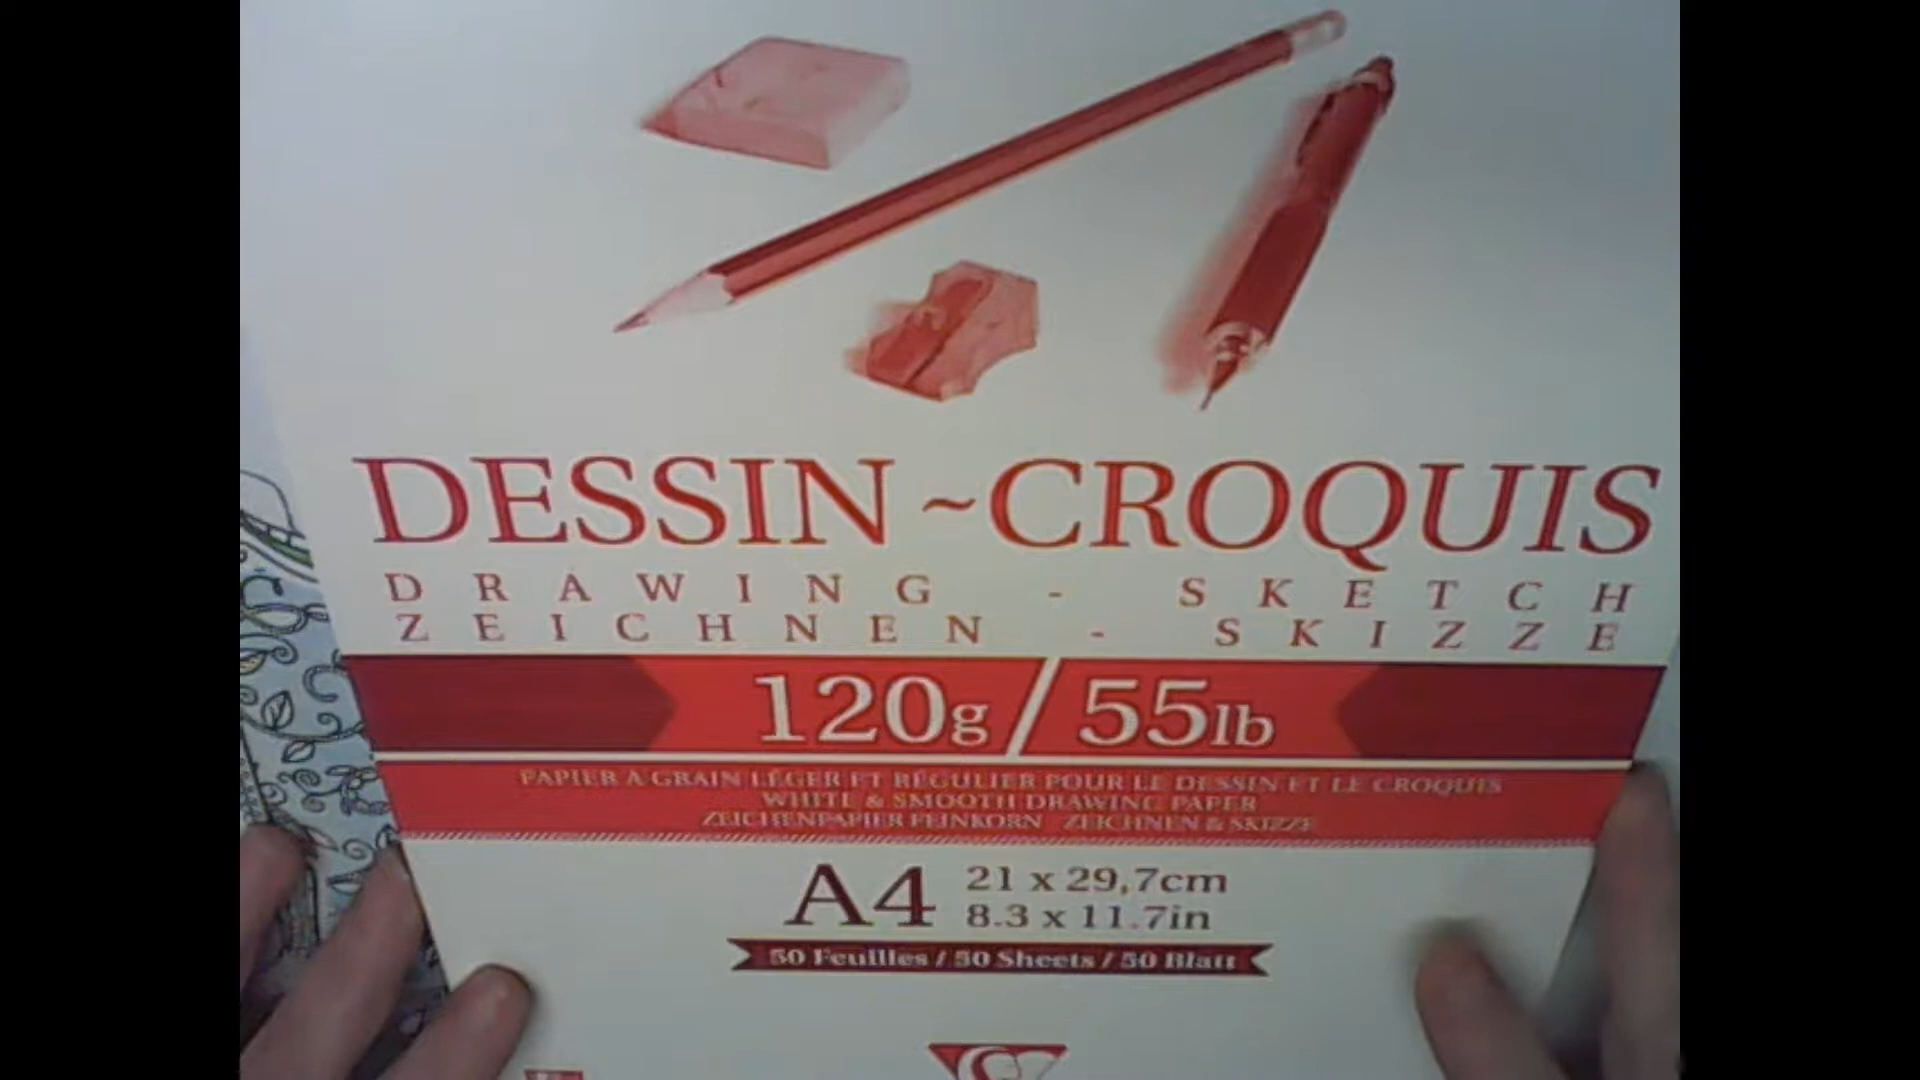 DESSIN ~ CROQUIS
DRAWING - SKETCH
ZEICHNEN - SKIZZE
120g / 55lb
PAPIER A GRAIN LÉGER ET RÉGULIER POUR LE DESSIN ET LE CROQUIS
WHITE & SMOOTH DRAWING PAPER
ZEICHENPAPIER FEINKORN ZEICHNEN & SKIZZE
A4 21 x 29,7cm
8.3 x 11.7in
50 Feuilles / 50 Sheets / 50 Blatt